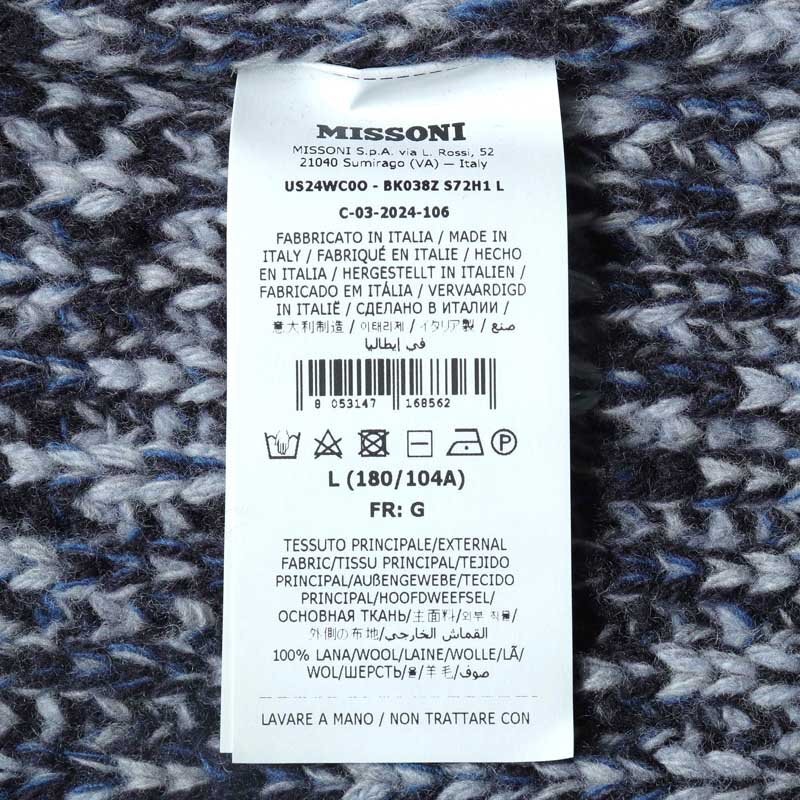 MISSONI
MISSONI S.p.A. via L. Rossi, 52
21040 Sumirago (VA) — Italy
US24WC0O - BK038Z S72H1 L
C-03-2024-106
FABBRICATO IN ITALIA / MADE IN
ITALY / FABRIQUÉ EN ITALIE / HECHO
EN ITALIA / HERGESTELLT IN ITALIEN /
FABRICADO EM ITÁLIA / VERVAARDIGD
IN ITALIË / СДЕЛАНО В ИТАЛИИ /
意大利制造 / 이태리제 / イタリア製 / صنع
في إيطاليا
8 053147 168562
P
L (180/104A)
FR: G
TESSUTO PRINCIPALE/EXTERNAL
FABRIC/TISSU PRINCIPAL/TEJIDO
PRINCIPAL/AUßENGEWEBE/TECIDO
PRINCIPAL/HOOFDWEEFSEL/
ОСНОВНАЯ ТКАНЬ/主面料/외부 직물/
外側の布地/القماش الخارجي/
100% LANA/WOOL/LAINE/WOLLE/LÃ/
WOL/ШЕРСТЬ/울/羊毛/صوف
LAVARE A MANO / NON TRATTARE CON